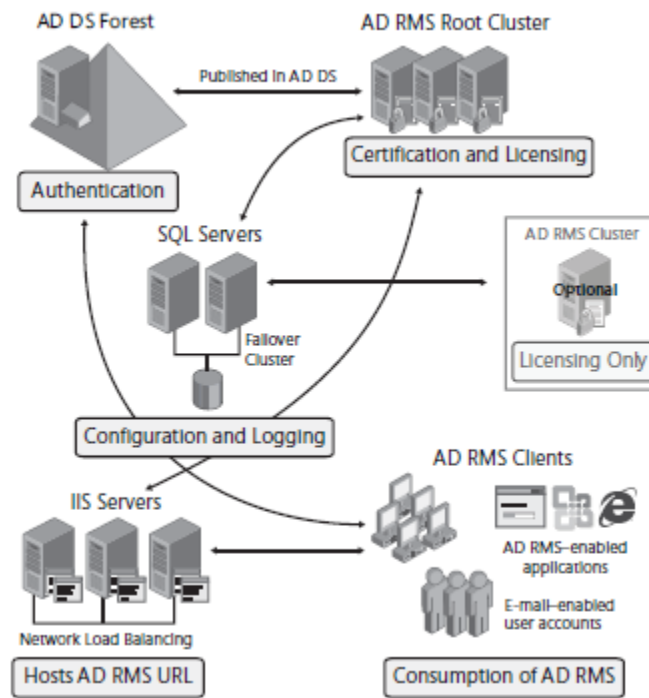 AD DS Forest
AD RMS Root Cluster
Published in AD DS
Authentication
Certification and Licensing
SQL Servers
AD RMS Cluster
Optional
Failover
Cluster
Licensing Only
Configuration and Logging
IIS Servers
AD RMS Clients
AD RMS–enabled
applications
E-mail–enabled
user accounts
Network Load Balancing
Hosts AD RMS URL
Consumption of AD RMS